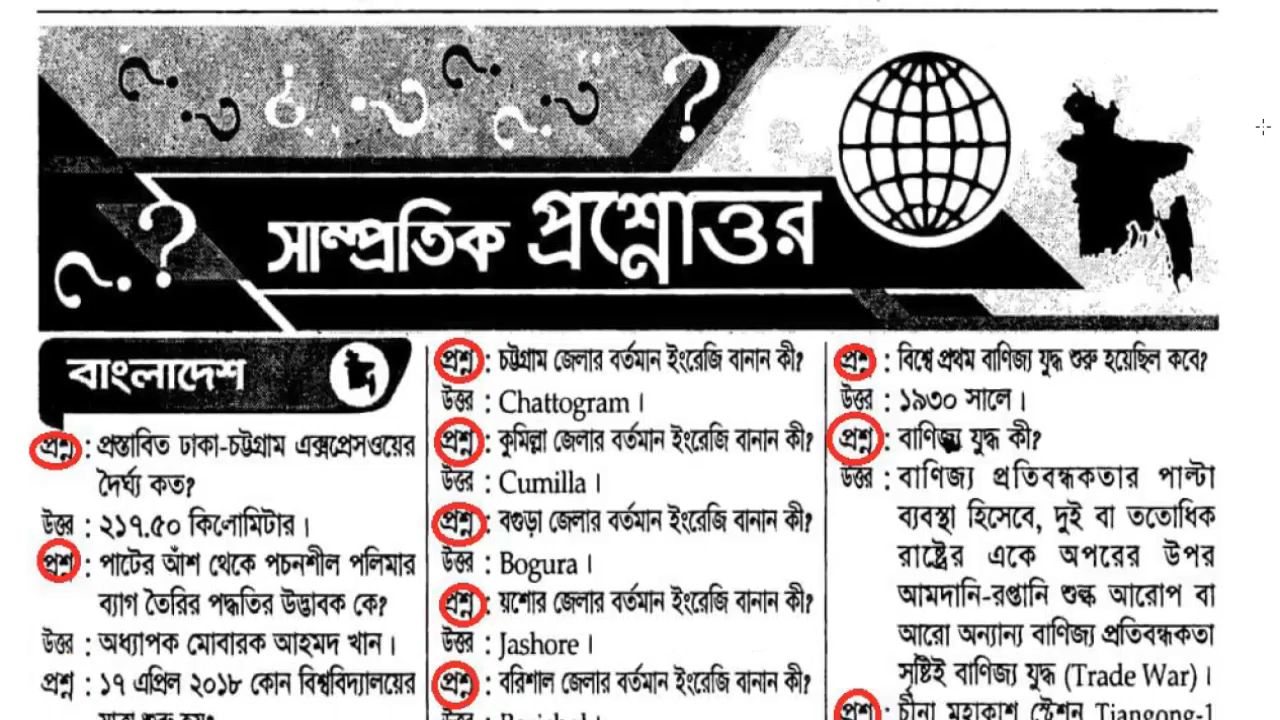 সাম্প্রতিক প্রশ্নোত্তর
বাংলাদেশ
প্রশ্ন : প্রস্তাবিত ঢাকা-চট্টগ্রাম এক্সপ্রেসওয়ের
দৈর্ঘ্য কত?
উত্তর : ২১৭.৫০ কিলোমিটার।
প্রশ্ন : পাটের আঁশ থেকে পচনশীল পলিমার
ব্যাগ তৈরির পদ্ধতির উদ্ভাবক কে?
উত্তর : অধ্যাপক মোবারক আহমদ খান।
প্রশ্ন : ১৭ এপ্রিল ২০১৮ কোন বিশ্ববিদ্যালয়ের
প্রশ্ন : চট্টগ্রাম জেলার বর্তমান ইংরেজি বানান কী?
উত্তর : Chattogram।
প্রশ্ন : কুমিল্লা জেলার বর্তমান ইংরেজি বানান কী?
উত্তর : Cumilla।
প্রশ্ন : বগুড়া জেলার বর্তমান ইংরেজি বানান কী?
উত্তর : Bogura।
প্রশ্ন : যশোর জেলার বর্তমান ইংরেজি বানান কী?
উত্তর : Jashore।
প্রশ্ন : বরিশাল জেলার বর্তমান ইংরেজি বানান কী?
প্রশ্ন : বিশ্বে প্রথম বাণিজ্য যুদ্ধ শুরু হয়েছিল কবে?
উত্তর : ১৯৩০ সালে।
প্রশ্ন : বাণিজ্য যুদ্ধ কী?
উত্তর : বাণিজ্য প্রতিবন্ধকতার পাল্টা
ব্যবস্থা হিসেবে, দুই বা ততোধিক
রাষ্ট্রের একে অপরের উপর
আমদানি-রপ্তানি শুল্ক আরোপ বা
আরো অন্যান্য বাণিজ্য প্রতিবন্ধকতা
সৃষ্টিই বাণিজ্য যুদ্ধ (Trade War)।
প্রশ্ন : চীনা মহাকাশ স্টেশন Tiangong-1